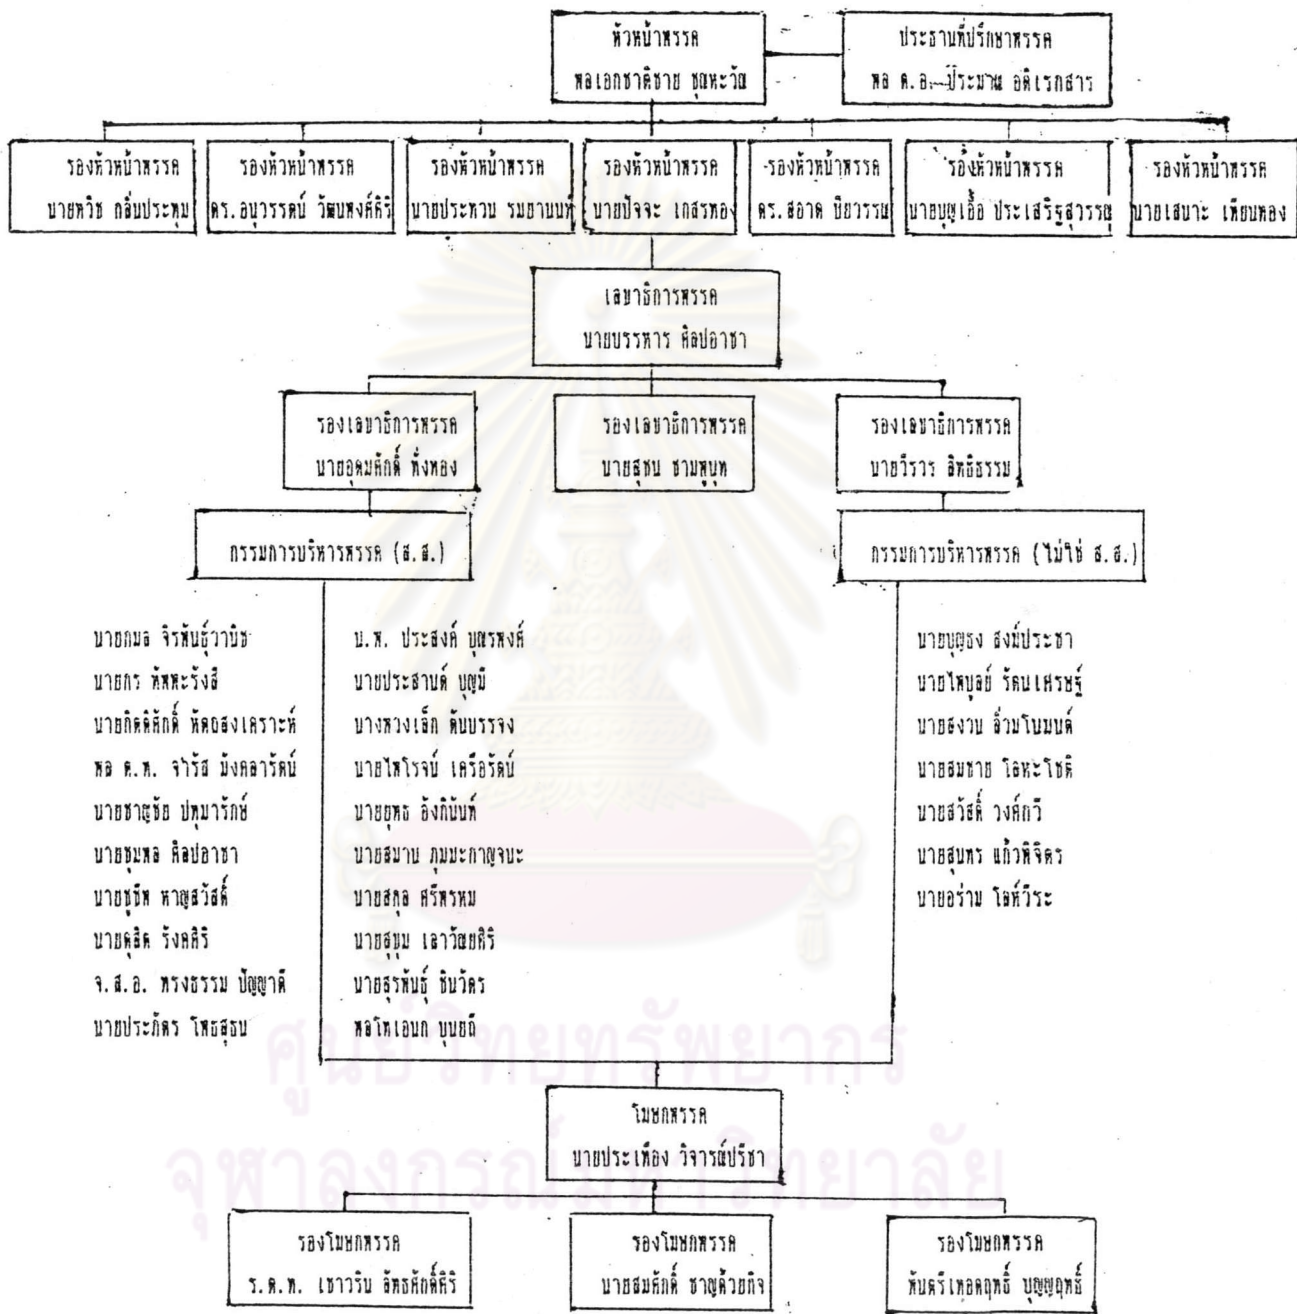 หัวหน้าพรรค
พลเอกชาติชาย ชุณหะวัณ
ประธานที่ปรึกษาพรรค
พล ต.อ. ประมาณ อดิเรกสาร
รองหัวหน้าพรรค
นายทวิช กลิ่นประทุม
รองหัวหน้าพรรค
ดร.อนุวรรตน์ วัฒนพงศ์ศิริ
รองหัวหน้าพรรค
นายประทวน รมยานนท์
รองหัวหน้าพรรค
นายปัจจะ เกสรทอง
รองหัวหน้าพรรค
ดร.สอาด ปิยวรรณ
รองหัวหน้าพรรค
นายบุญเอื้อ ประเสริฐสุวรรณ
รองหัวหน้าพรรค
นายเสนาะ เทียนทอง
เลขาธิการพรรค
นายบรรหาร ศิลปอาชา
รองเลขาธิการพรรค
นายอุดมศักดิ์ ทั่งทอง
รองเลขาธิการพรรค
นายสุชน ชามพูนท
รองเลขาธิการพรรค
นายวีราร สิทธิธรรม
กรรมการบริหารพรรค (ส.ส.)
กรรมการบริหารพรรค (ไม่ใช่ ส.ส.)
นายกมล จิรพันธุ์วาณิช
นายกร ทัพพะรังสี
นายกิตติศักดิ์ หัตถสงเคราะห์
พล ต.ท. จำรัส มังคลารัตน์
นายชาญชัย ปทุมารักษ์
นายชุมพล ศิลปอาชา
นายชูชีพ หาญสวัสดิ์
นายดุสิต รังคศิริ
จ.ส.อ. ทรงธรรม ปัญญาดี
นายประภัตร โพธสุธน
น.พ. ประสงค์ บูรณพงศ์
นายประสานต์ บุญมี
นางพวงเล็ก
นายไพโรจน์ เครือรัตน์
นายยุทธ อังกินันท์
นายสมาน ภุมมะกาญจนะ
นายสกุล ศรีพรหม
นายสุขุม เลาวัณยศิริ
นายสุรพันธุ์ ชินวัตร
พลโทเอนก บุนยถี
นายบุญธง สงฆ์ประชา
นายไพบูลย์ รัตนเศรษฐ์
นายสงวน
นายสมชาย โลหะโชติ
นายสวัสดิ์ วงศ์กวี
นายสุนทร แก้วพิจิตร
นายอร่าม โล่ห์วีระ
โฆษกพรรค
นายประเทือง วิจารณ์ปรีชา
รองโฆษกพรรค
ร.ต.ท. เชาวริน ลัทธศักดิ์ศิริ
รองโฆษกพรรค
นายสมศักดิ์ ชาญด้วยกิจ
รองโฆษกพรรค
พันตรีเทอดฤทธิ์ บุญญฤทธิ์
ศูนย์วิทยทรัพยากร
จุฬาลงกรณ์มหาวิทยาลัย